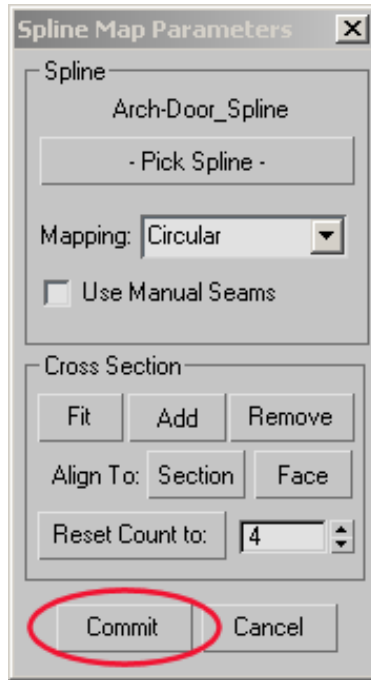 Spline Map Parameters
Spline
Arch-Door_Spline
- Pick Spline -
Mapping: Circular
Use Manual Seams
Cross Section
Fit Add Remove
Align To: Section Face
Reset Count to: 4
Commit Cancel